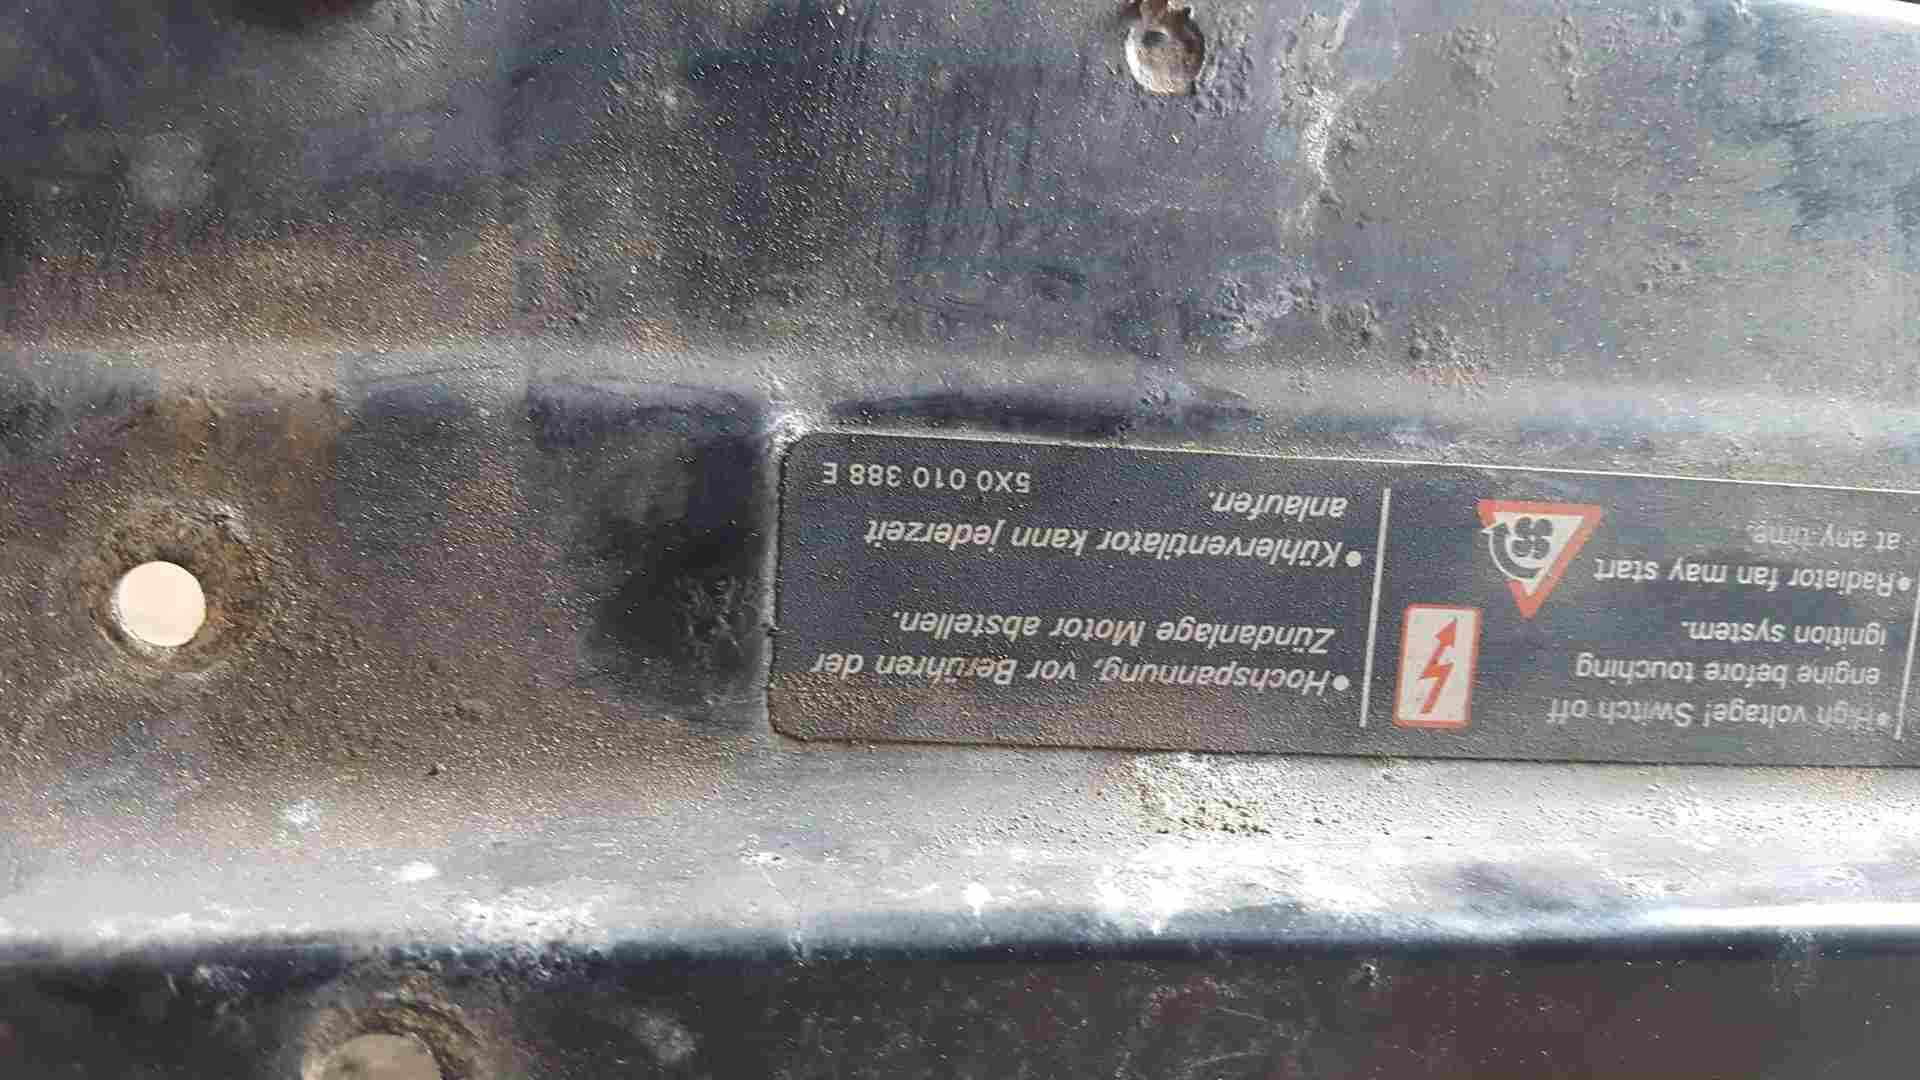 • High voltage! Switch off
engine before touching
ignition system.
• Radiator fan may start
at any time.
• Hochspannung, vor Berühren der
Zündanlage Motor abstellen.
• Kühlerventilator kann jederzeit
anlaufen.
5X0 010 388 E